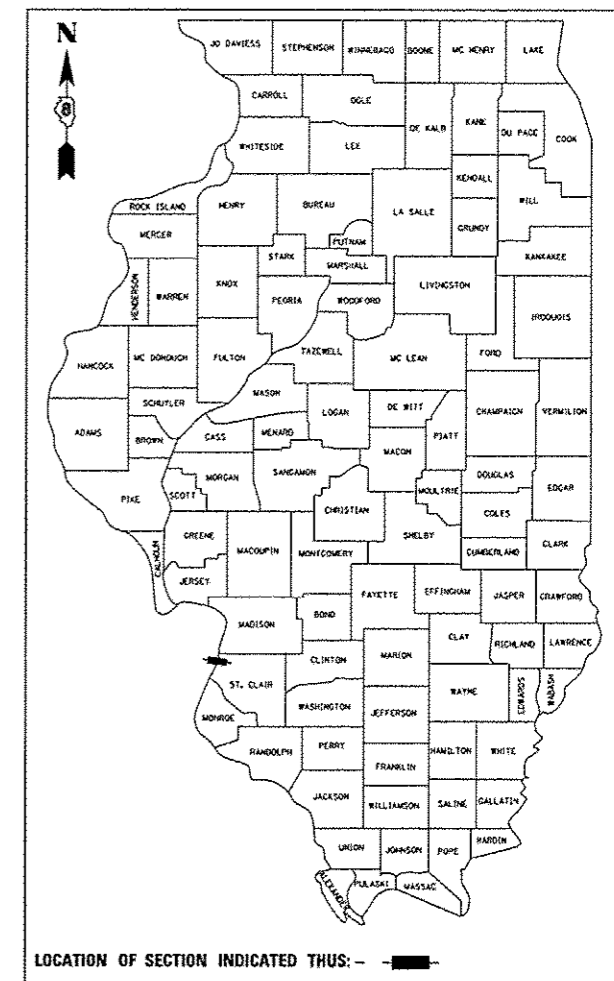 N
8
JO DAVIESS STEPHENSON WINNEBAGO BOONE MC HENRY LAKE
CARROLL OGLE DE KALB KANE DU PAGE COOK
WHITESIDE LEE
KENDALL WILL
ROCK ISLAND HENRY BUREAU LA SALLE
MERCER PUTNAM GRUNDY
STARK MARSHALL KANKAKEE
HENDERSON WARREN KNOX PEORIA WOODFORD LIVINGSTON
IROQUOIS
HANCOCK MC DONOUGH FULTON TAZEWELL MC LEAN FORD
SCHUYLER MASON LOGAN DE WITT CHAMPAIGN VERMILION
ADAMS BROWN CASS MENARD MACON PIATT
PIKE SCOTT MORGAN SANGAMON MOULTRIE DOUGLAS EDGAR
CHRISTIAN COLES
CALHOUN GREENE MACOUPIN MONTGOMERY SHELBY CUMBERLAND CLARK
JERSEY FAYETTE EFFINGHAM JASPER CRAWFORD
MADISON BOND
CLAY RICHLAND LAWRENCE
CLINTON MARION
ST. CLAIR WAYNE EDWARDS WABASH
MONROE WASHINGTON JEFFERSON
RANDOLPH PERRY HAMILTON WHITE
FRANKLIN
JACKSON WILLIAMSON SALINE GALLATIN
UNION JOHNSON POPE HARDIN
ALEXANDER PULASKI MASSAC
LOCATION OF SECTION INDICATED THUS: -